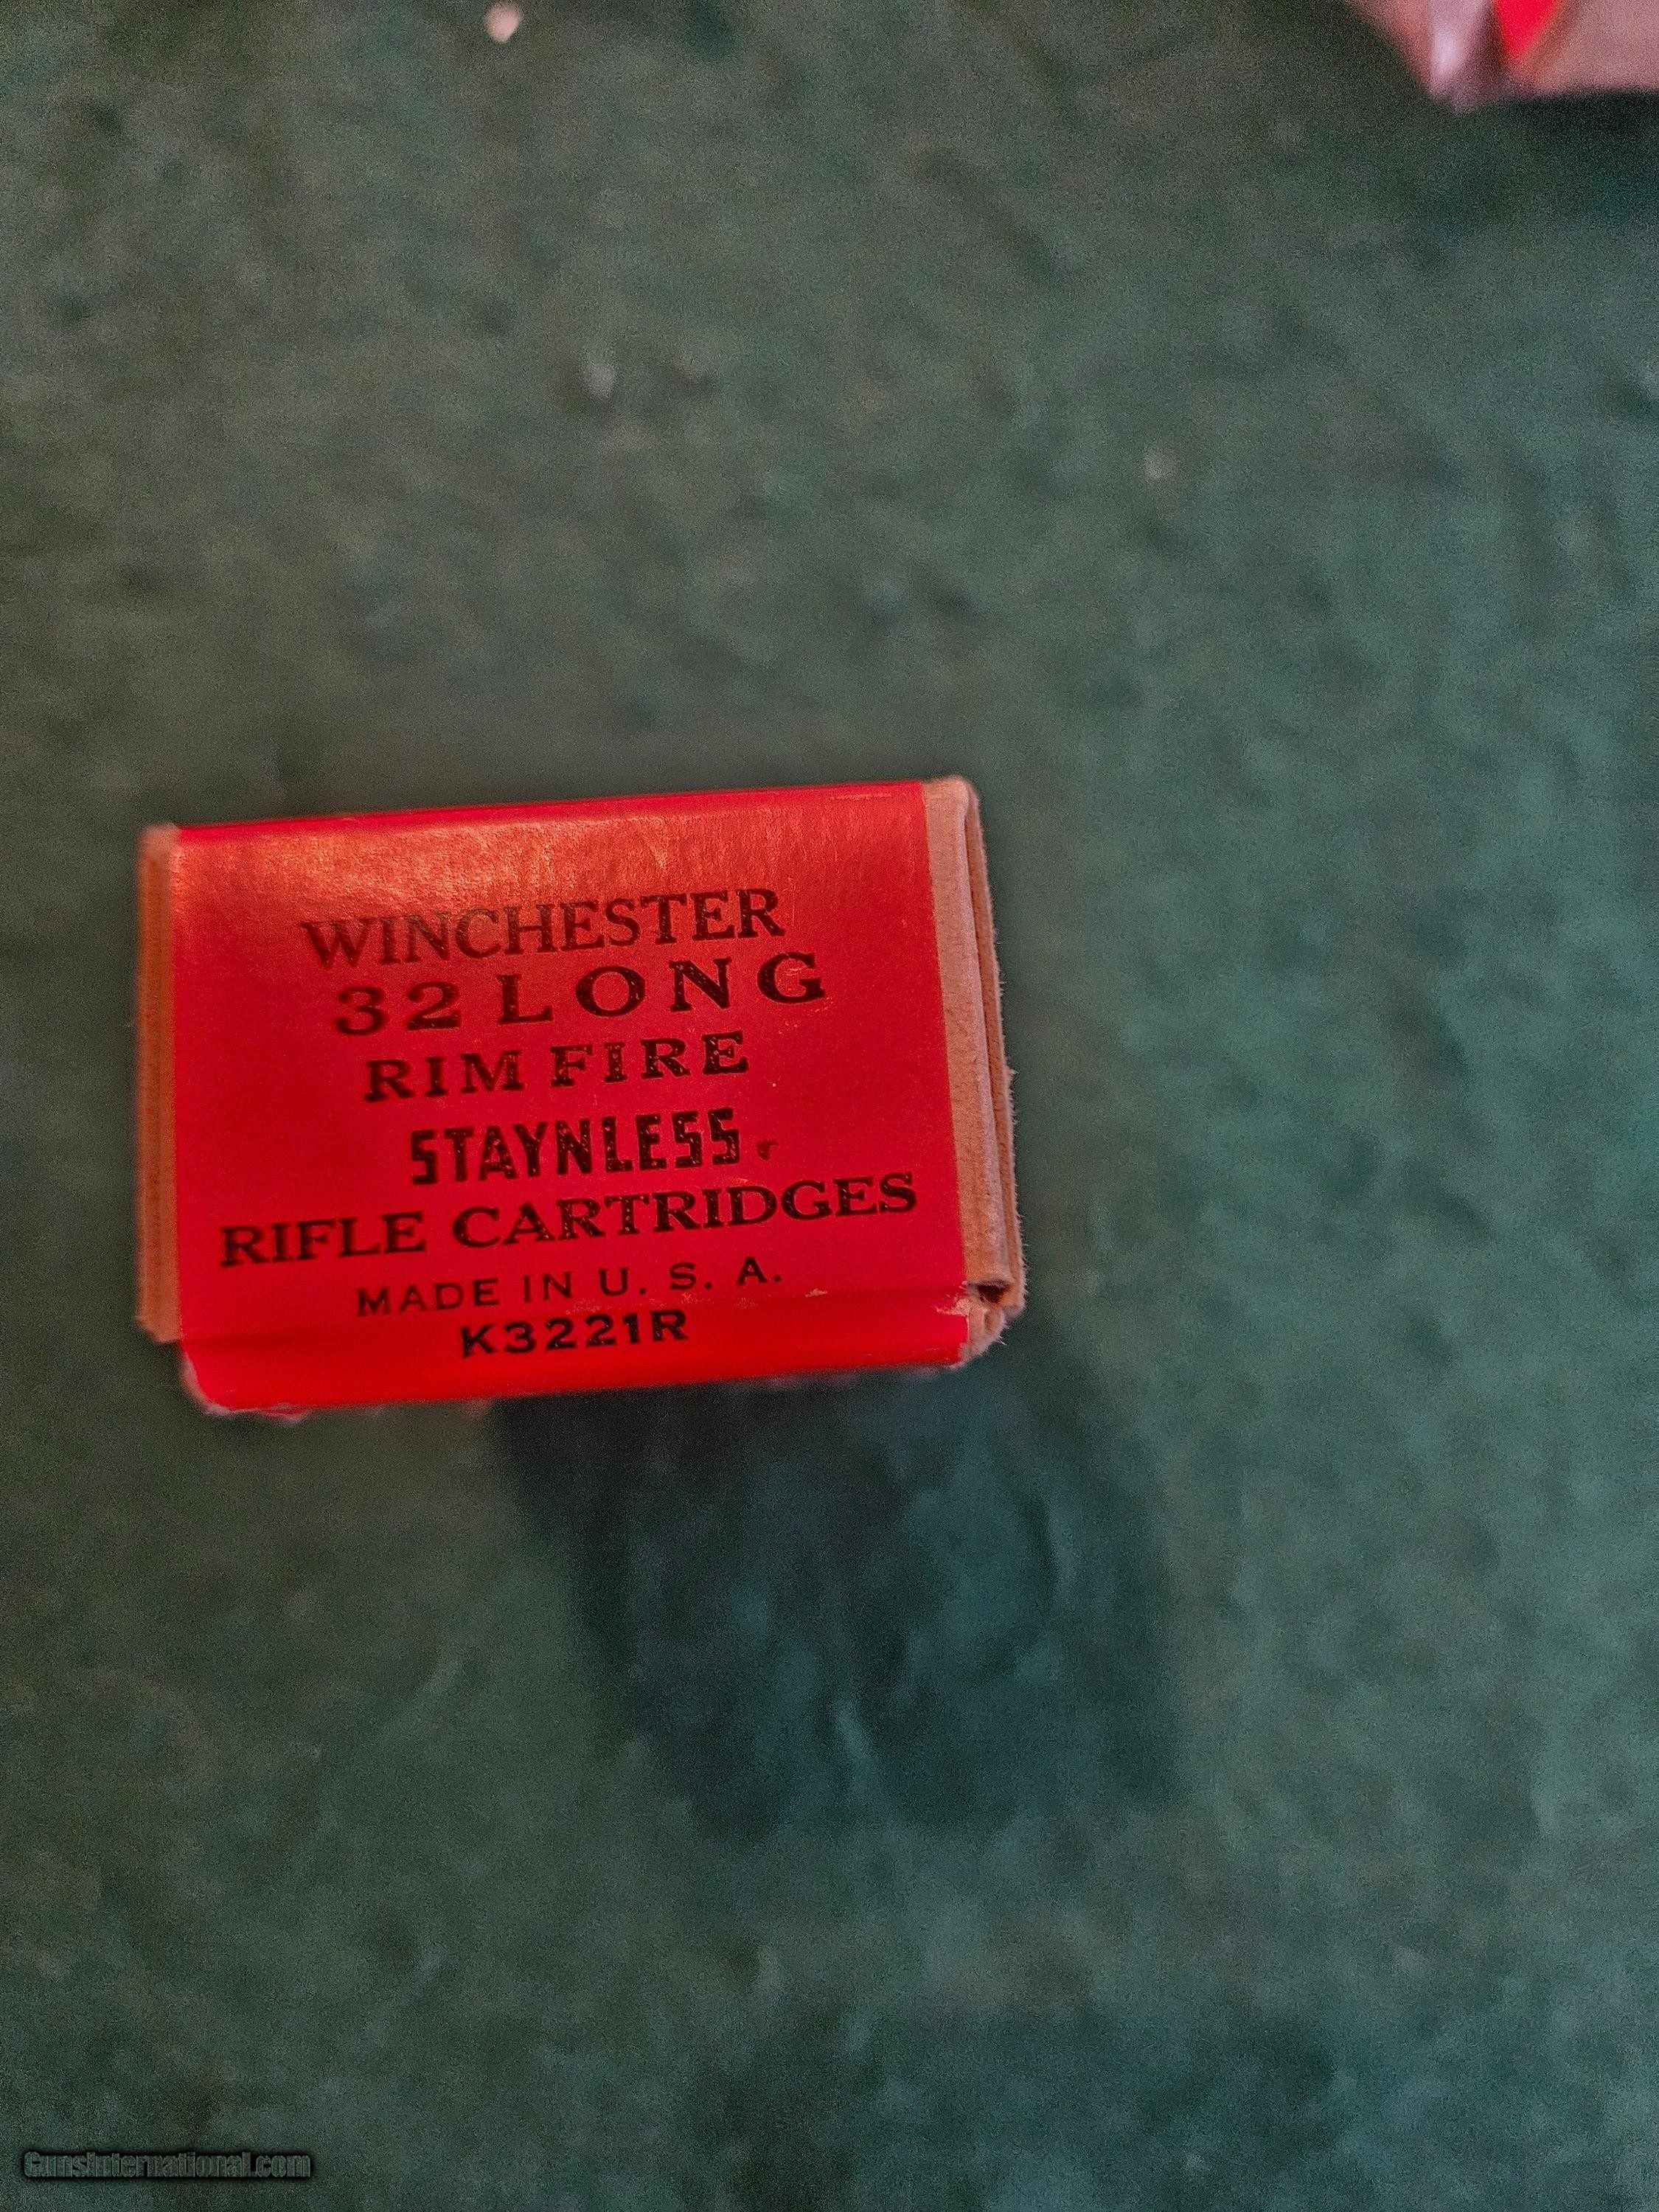 WINCHESTER
32 LONG
RIM FIRE
STAYNLESS
RIFLE CARTRIDGES
MADE IN U. S. A.
K3221R
GunsInternational.com